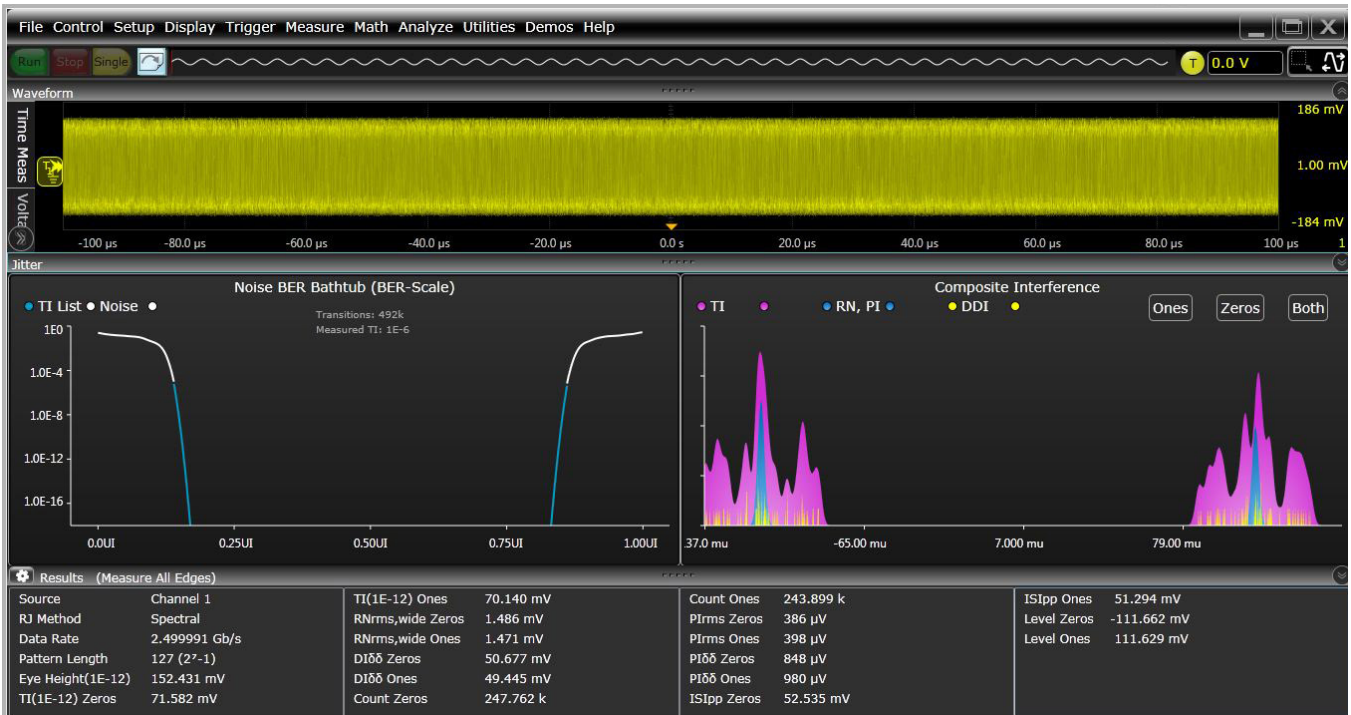 File Control Setup Display Trigger Measure Math Analyze Utilities Demos Help
Run Stop Single T 0.0 V
Waveform
Time Meas
Volta
186 mV
1.00 mV
-184 mV
-100 µs -80.0 µs -60.0 µs -40.0 µs -20.0 µs 0.0 s 20.0 µs 40.0 µs 60.0 µs 80.0 µs 100 µs 1
Jitter
Noise BER Bathtub (BER-Scale)
TI List Noise
Transitions: 492k
Measured TI: 1E-6
1E0
1.0E-4
1.0E-8
1.0E-12
1.0E-16
0.0UI 0.25UI 0.50UI 0.75UI 1.00UI
Composite Interference
TI RN, PI DDI
Ones Zeros Both
.37.0 mu -65.00 mu 7.000 mu 79.00 mu
Results (Measure All Edges)
Source Channel 1
RJ Method Spectral
Data Rate 2.499991 Gb/s
Pattern Length 127 (2⁷-1)
Eye Height(1E-12) 152.431 mV
TI(1E-12) Zeros 71.582 mV
TI(1E-12) Ones 70.140 mV
RNrms,wide Zeros 1.486 mV
RNrms,wide Ones 1.471 mV
DIδδ Zeros 50.677 mV
DIδδ Ones 49.445 mV
Count Zeros 247.762 k
Count Ones 243.899 k
PIrms Zeros 386 µV
PIrms Ones 398 µV
PIδδ Zeros 848 µV
PIδδ Ones 980 µV
ISIpp Zeros 52.535 mV
ISIpp Ones 51.294 mV
Level Zeros -111.662 mV
Level Ones 111.629 mV